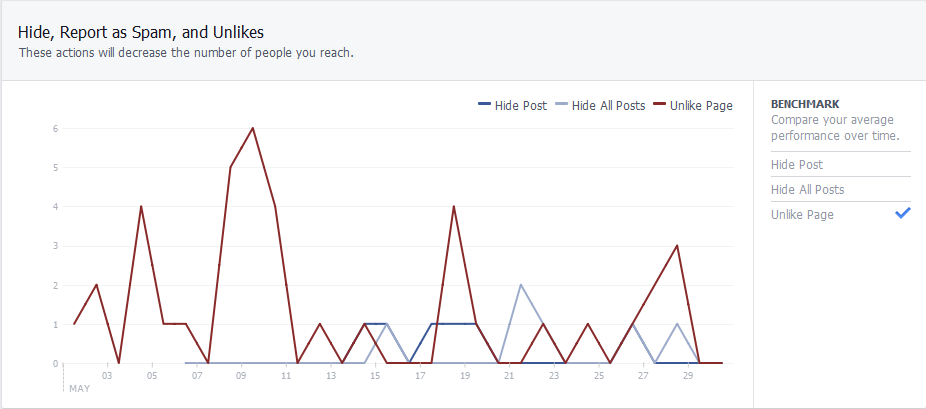 Hide, Report as Spam, and Unlikes
These actions will decrease the number of people you reach.
Hide Post Hide All Posts Unlike Page
BENCHMARK
Compare your average
performance over time.
Hide Post
Hide All Posts
Unlike Page
6
5
4
3
2
1
0
03 05 07 09 11 13 15 17 19 21 23 25 27 29
MAY